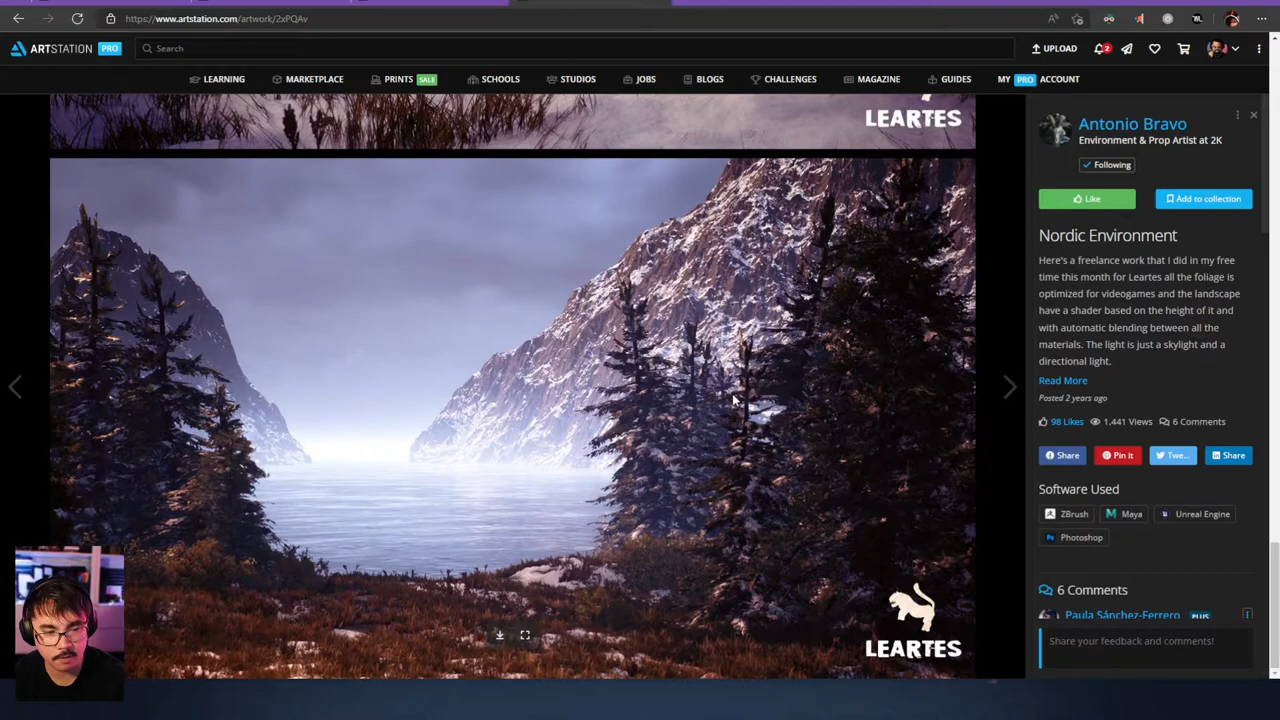 https://www.artstation.com/artwork/2xPQAv
ARTSTATION PRO Search UPLOAD 2
LEARNING MARKETPLACE PRINTS SALE SCHOOLS STUDIOS JOBS BLOGS CHALLENGES MAGAZINE GUIDES MY PRO ACCOUNT
LEARTES
Antonio Bravo
Environment & Prop Artist at 2K
Following
Like Add to collection
Nordic Environment
Here's a freelance work that I did in my free
time this month for Leartes all the foliage is
optimized for videogames and the landscape
have a shader based on the height of it and
with automatic blending between all the
materials. The light is just a skylight and a
directional light.
Read More
Posted 2 years ago
98 Likes 1,441 Views 6 Comments
Share Pin it Twe... Share
Software Used
ZBrush Maya Unreal Engine
Photoshop
6 Comments
Paula Sánchez-Ferrero PLUS
Share your feedback and comments!
LEARTES